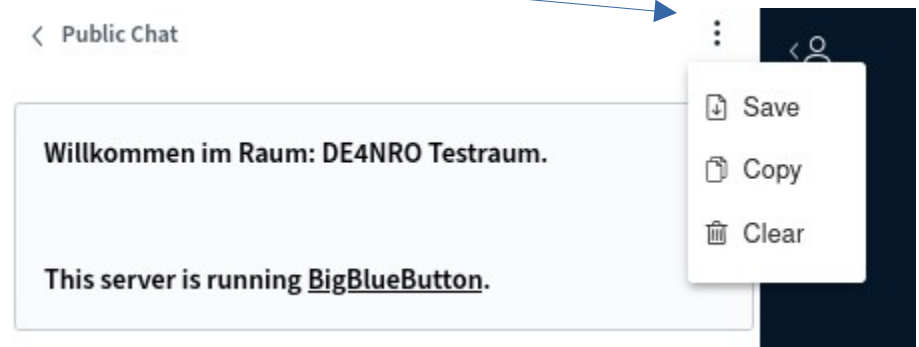 Public Chat
Save
Willkommen im Raum: DE4NRO Testraum.
Copy
Clear
This server is running BigBlueButton.